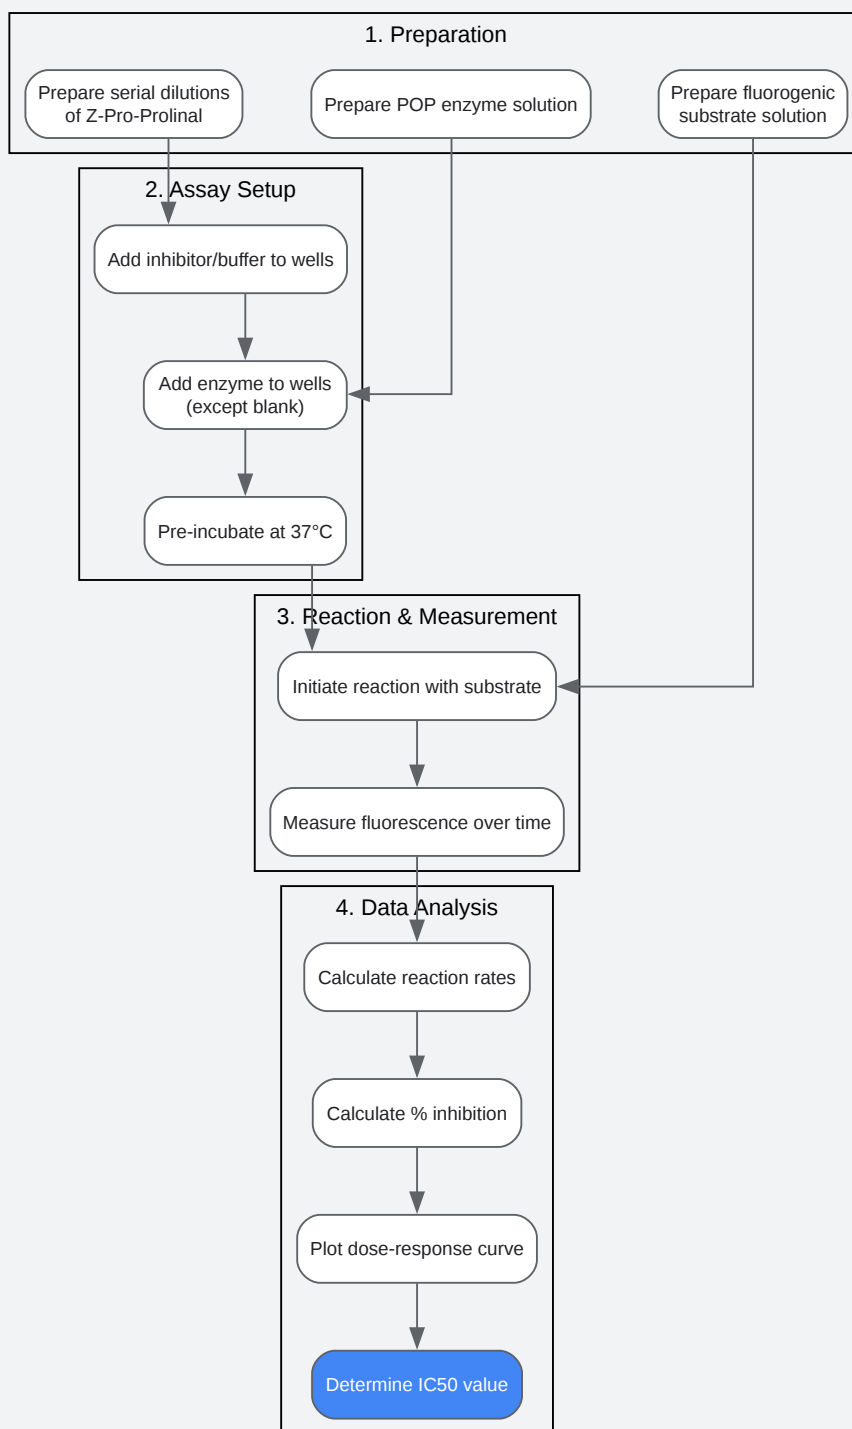 1. Preparation
Prepare serial dilutions
of Z-Pro-Prolinal
Prepare POP enzyme solution
Prepare fluorogenic
substrate solution
2. Assay Setup
Add inhibitor/buffer to wells
Add enzyme to wells
(except blank)
Pre-incubate at 37°C
3. Reaction & Measurement
Initiate reaction with substrate
Measure fluorescence over time
4. Data Analysis
Calculate reaction rates
Calculate % inhibition
Plot dose-response curve
Determine IC50 value